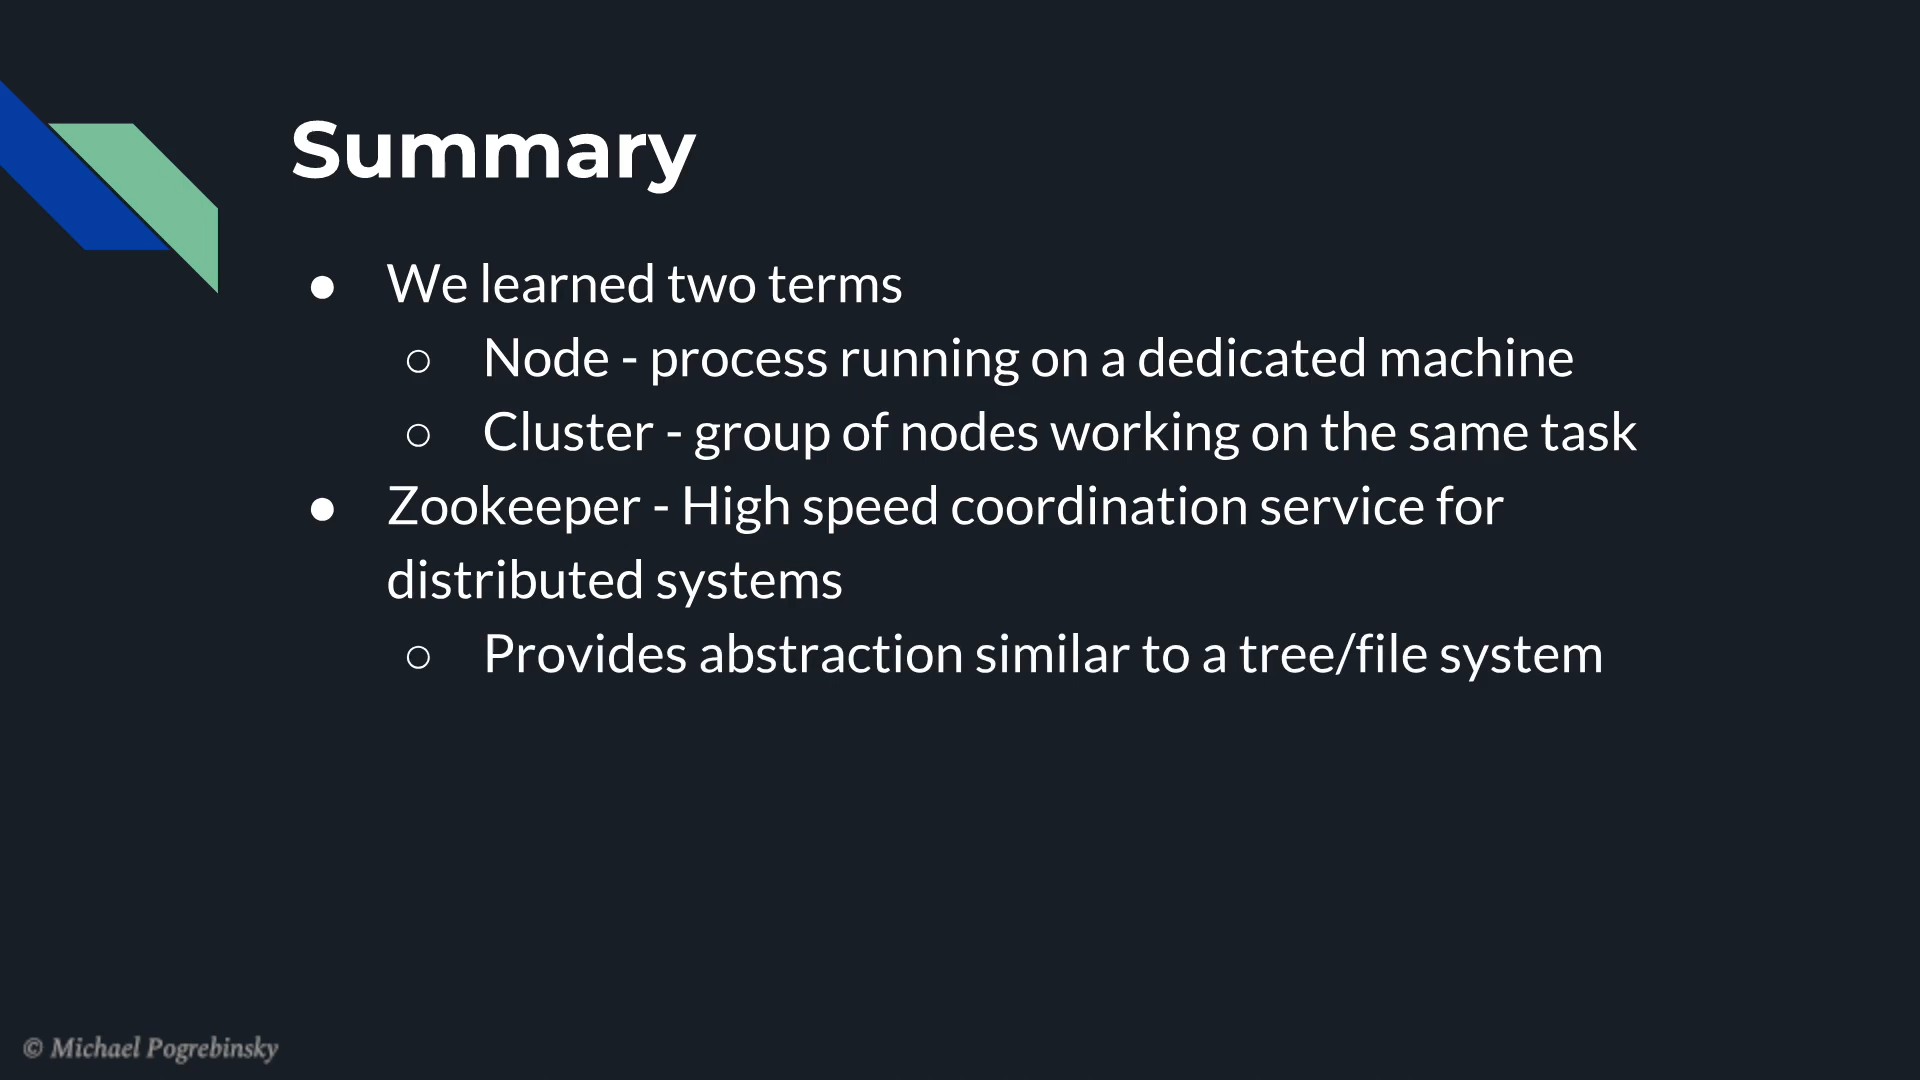 Summary
● We learned two terms
○ Node - process running on a dedicated machine
○ Cluster - group of nodes working on the same task
● Zookeeper - High speed coordination service for
distributed systems
○ Provides abstraction similar to a tree/file system
© Michael Pogrebinsky